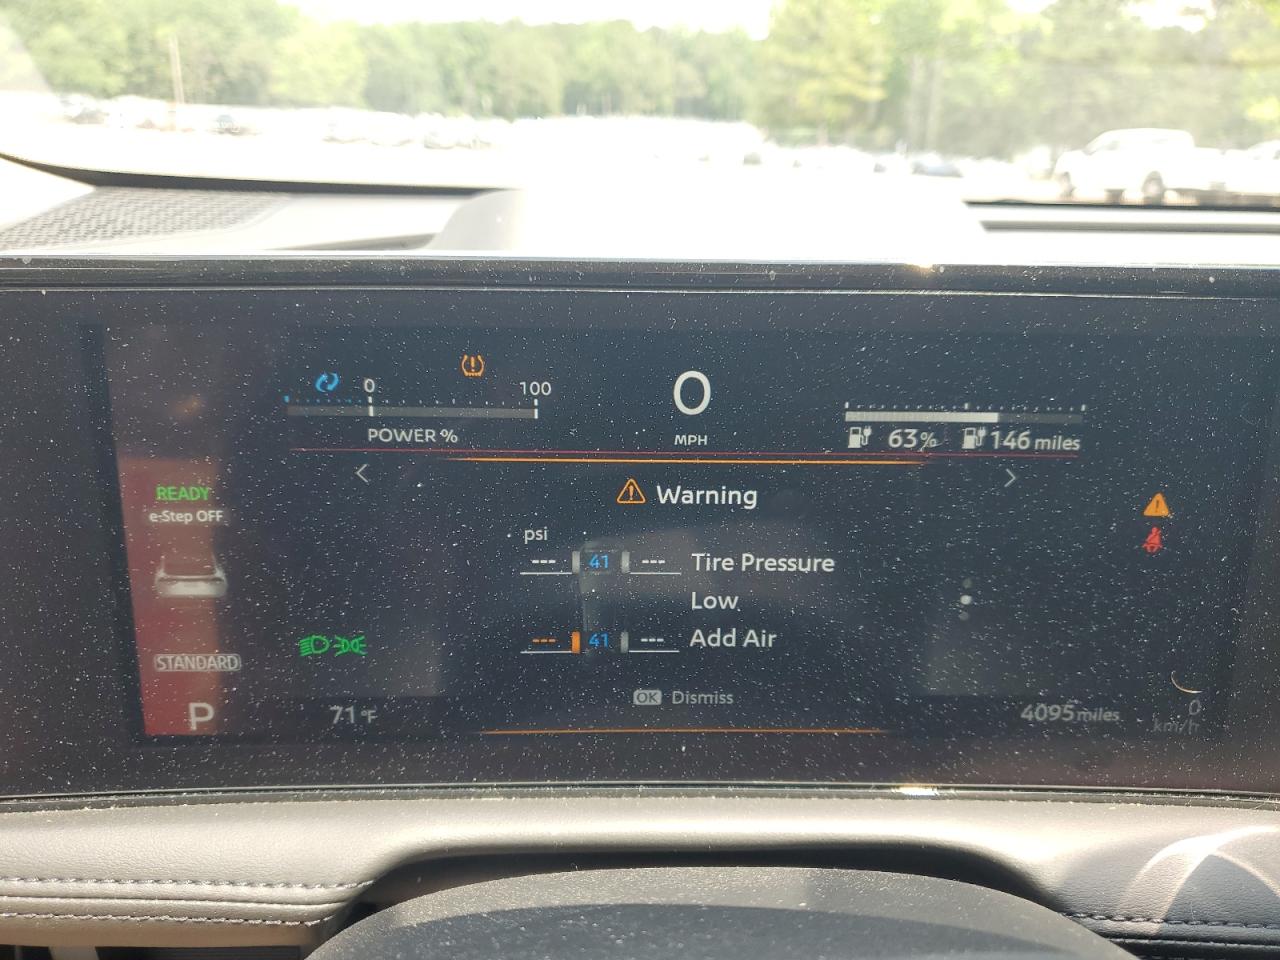 0
100
0
POWER %
MPH
63%
146 miles
Warning
READY
e-Step OFF
psi
--- 41 --- Tire Pressure
Low
--- 41 --- Add Air
STANDARD
OK Dismiss
P
71°F
4095 miles
0
km/h